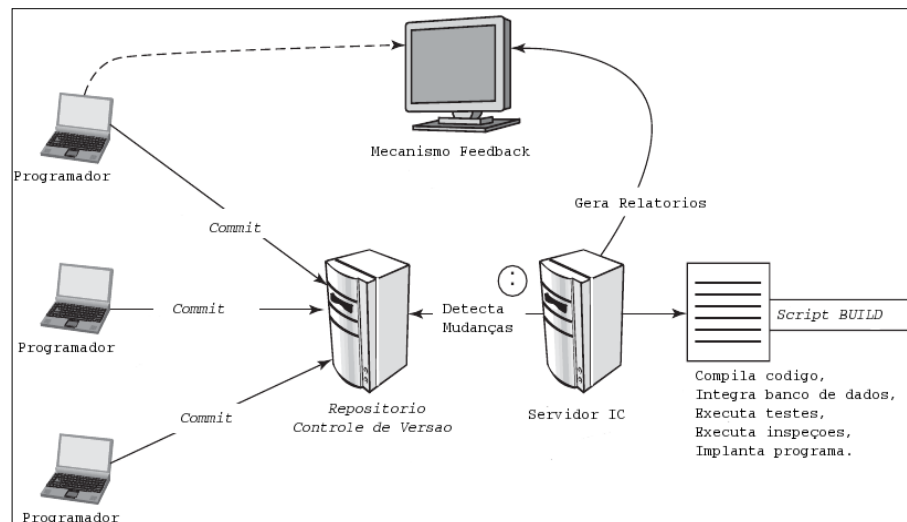 Mecanismo Feedback
Programador
Gera Relatorios
Commit
Programador
Commit
Detecta
Mudanças
Script BUILD
Commit
Repositorio
Controle de Versao
Servidor IC
Compila codigo,
Integra banco de dados,
Executa testes,
Executa inspeçoes,
Implanta programa.
Programador